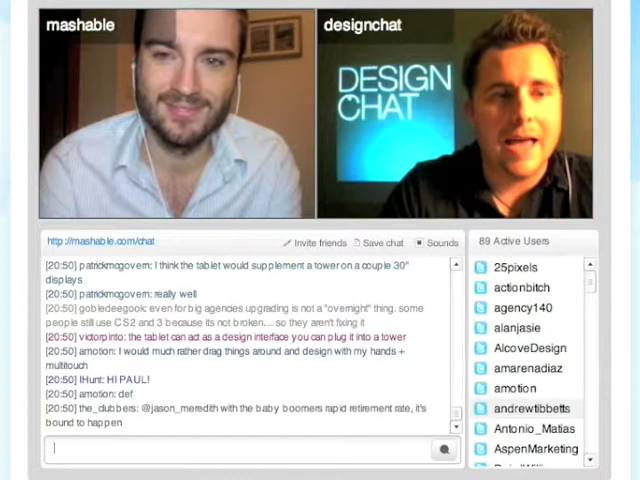 mashable
designchat
DESIGN
CHAT
http://mashable.com/chat
Invite friends
Save chat
Sounds
89 Active Users
[20:50] patrickmcgovern: I think the tablet would supplement a tower on a couple 30"
displays
[20:50] patrickmcgovern: really well
[20:50] gobledeegook: even for big agencies upgrading is not a "overnight" thing. some
people still use CS2 and 3 because its not broken.... so they aren't fixing it
[20:50] victorpinto: the tablet can act as a design interface you can plug it into a tower
[20:50] amotion: I would much rather drag things around and design with my hands +
multitouch
[20:50] IHunt: HI PAUL!
[20:50] amotion: def
[20:50] the_dubbers: @jason_meredith with the baby boomers rapid retirement rate, it's
bound to happen
25pixels
actionbitch
agency140
alanjasie
AlcoveDesign
amarenadiaz
amotion
andrewtibbetts
Antonio_Matias
AspenMarketing